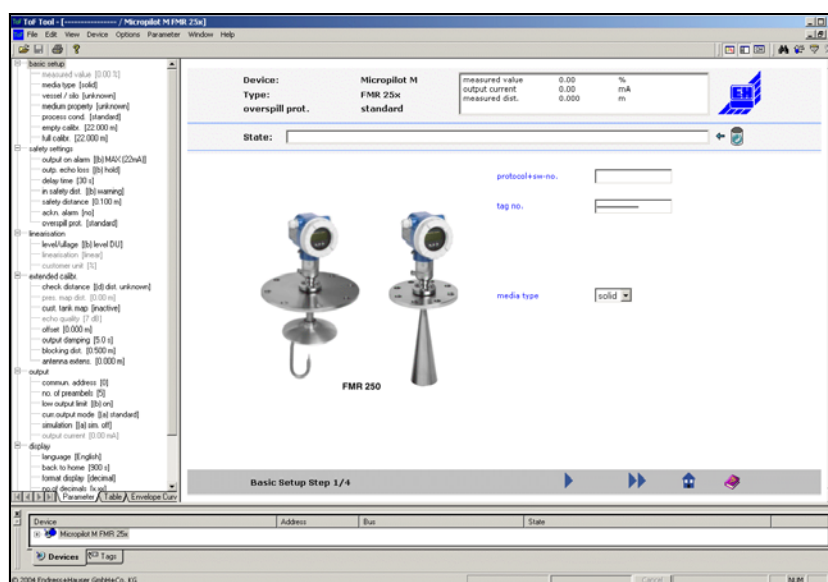 ToF Tool - [---------------- / Micropilot M FMR 25x]
File Edit View Device Options Parameter Window Help
basic setup
measured value [0.00 %]
media type [solid]
vessel / silo [unknown]
medium property [unknown]
process cond. [standard]
empty calibr. [22.000 m]
full calibr. [22.000 m]
safety settings
output on alarm [(b) MAX (22mA)]
outp. echo loss [(b) hold]
delay time [30 s]
in safety dist. [(b) warning]
safety distance [0.100 m]
ackn. alarm [no]
overspill prot. [standard]
linearisation
level/ullage [(b) level DU]
linearisation [linear]
customer unit [%]
extended calibr.
check distance [(d) dist. unknown]
pres. map dist. [0.00 m]
cust. tank map [inactive]
echo quality [7 dB]
offset [0.000 m]
output damping [5.0 s]
blocking dist. [0.500 m]
antenna extens. [0.000 m]
output
commun. address [0]
no. of preambels [5]
low output limit [(b) on]
curr.output mode [(a) standard]
simulation [(a) sim. off]
output current [0.00 mA]
display
language [English]
back to home [900 s]
format display [decimal]
no.of decimals [x.xx]
Parameter Table Envelope Curv
Device: Micropilot M
Type: FMR 25x
overspill prot. standard
measured value 0.00 %
output current 0.00 mA
measured dist. 0.000 m
EH
State:
protocol+sw-no.
tag no. ----------------
media type solid
FMR 250
Basic Setup Step 1/4
Device Address Bus State
Micropilot M FMR 25x
Devices Tags
© 2004 Endress+Hauser GmbH+Co. KG
Cancel NUM